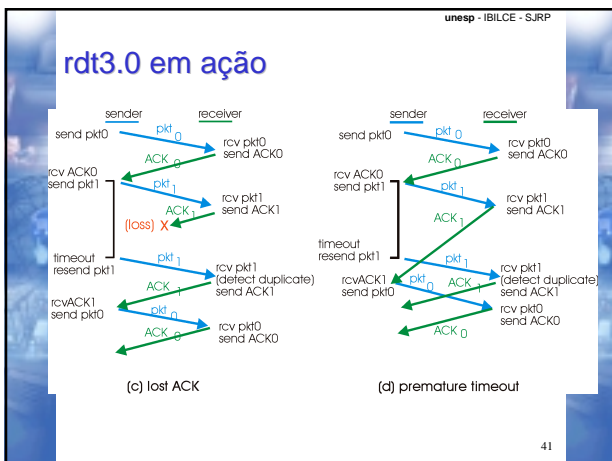 unesp - IBILCE - SJRP
rdt3.0 em ação
sender
receiver
send pkt0
pkt 0
rcv pkt0
send ACK0
ACK 0
rcv ACK0
send pkt1
pkt 1
rcv pkt1
send ACK1
ACK 1
(loss) X
timeout
resend pkt1
pkt 1
rcv pkt1
(detect duplicate)
send ACK1
ACK 1
rcvACK1
send pkt0
pkt 0
rcv pkt0
send ACK0
ACK 0
(c) lost ACK
sender
receiver
send pkt0
pkt 0
rcv pkt0
send ACK0
ACK 0
rcv ACK0
send pkt1
pkt 1
rcv pkt1
send ACK1
ACK 1
timeout
resend pkt1
pkt 1
rcv pkt1
(detect duplicate)
send ACK1
ACK 1
rcvACK1
send pkt0
pkt 0
rcv pkt0
send ACK0
ACK 0
(d) premature timeout
41